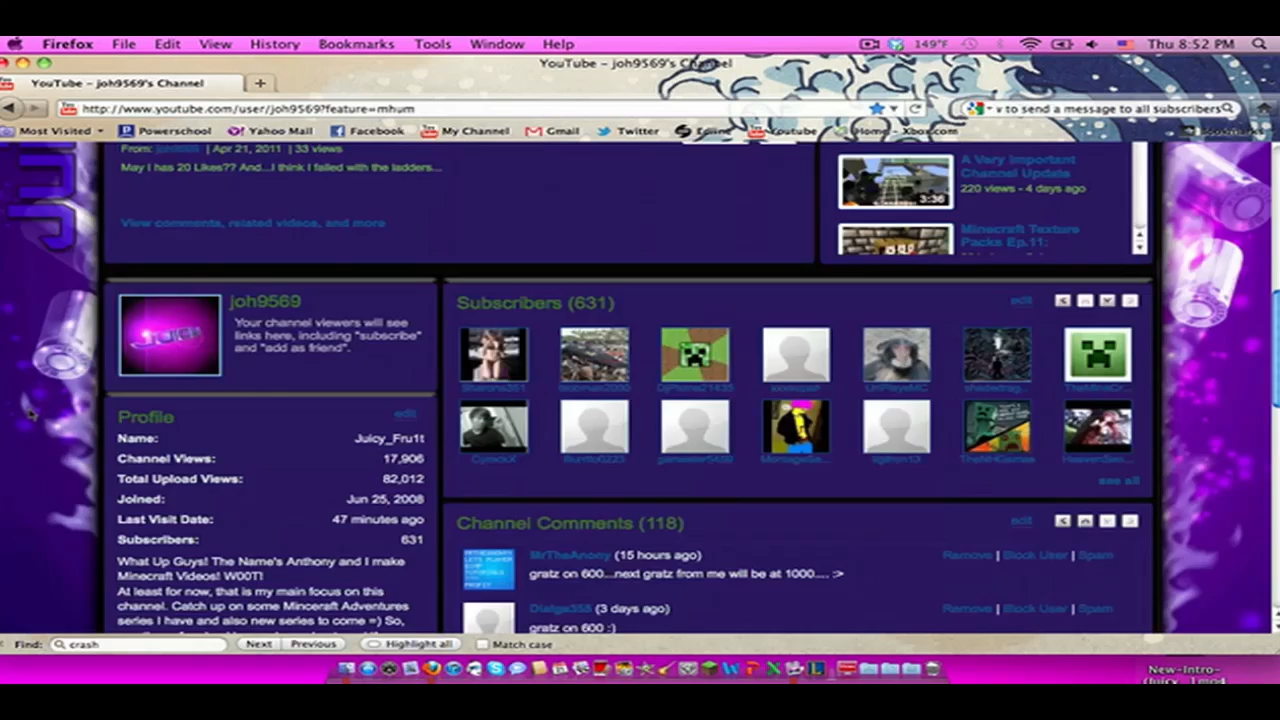 Firefox File Edit View History Bookmarks Tools Window Help 149°F Thu 8:52 PM
YouTube – joh9569's Channel
YouTube – joh9569's Channel +
http://www.youtube.com/user/joh9569?feature=mhum
v to send a message to all subscribers
Most Visited Powerschool Yahoo Mail Facebook My Channel Gmail Twitter Youtube Home - Xbox.com Bookmarks
From: joh9569 | Apr 21, 2011 | 33 views
May I has 20 Likes?? And...I think I failed with the ladders...
View comments, related videos, and more
A Very Important
Channel Update
220 views - 4 days ago
3:36
Minecraft Texture
Packs Ep.11:
joh9569
Your channel viewers will see
links here, including "subscribe"
and "add as friend".
JUICY
Subscribers (631) edit
see all
Profile edit
Name: Juicy_Fru1t
Channel Views: 17,906
Total Upload Views: 82,012
Joined: Jun 25, 2008
Last Visit Date: 47 minutes ago
Subscribers: 631
What Up Guys! The Name's Anthony and I make
Minecraft Videos! W00T!
At least for now, that is my main focus on this
channel. Catch up on some Minceraft Adventures
series I have and also new series to come =) So,
Channel Comments (118) edit
MrTheAnoey (15 hours ago) Remove | Block User | Spam
gratz on 600...next gratz from me will be at 1000.... :>
Dialga355 (3 days ago) Remove | Block User | Spam
gratz on 600 :)
Find: crash Next Previous Highlight all Match case
New-Intro-